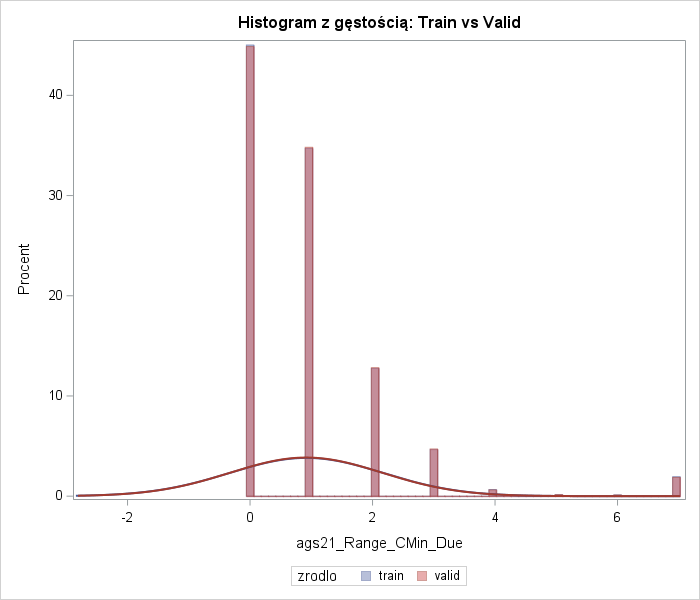 Histogram z gęstością: Train vs Valid
40
30
20
10
0
Procent
-2 0 2 4 6
ags21_Range_CMin_Due
zrodlo train valid